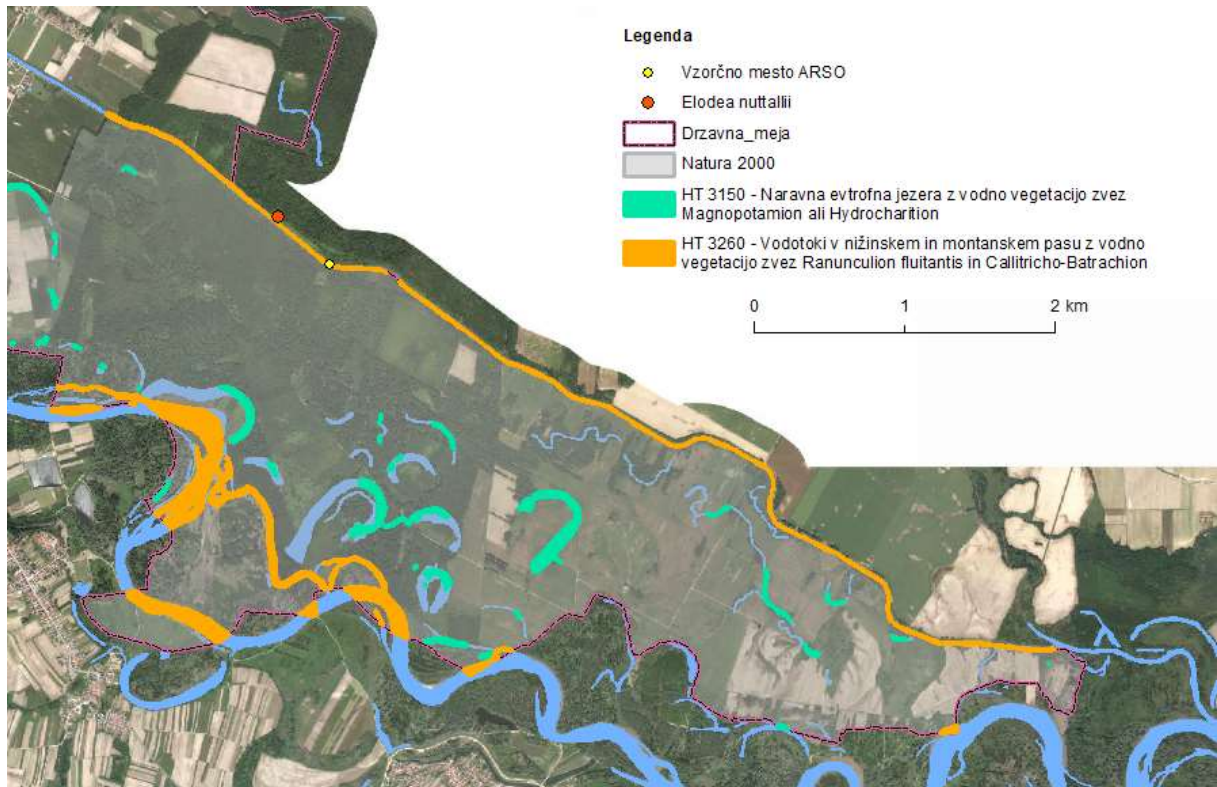 Legenda
Vzorčno mesto ARSO
Elodea nuttallii
Drzavna_meja
Natura 2000
HT 3150 - Naravna evtrofna jezera z vodno vegetacijo zvez
Magnopotamion ali Hydrocharition
HT 3260 - Vodotoki v nižinskem in montanskem pasu z vodno
vegetacijo zvez Ranunculion fluitantis in Callitricho-Batrachion
0 1 2 km